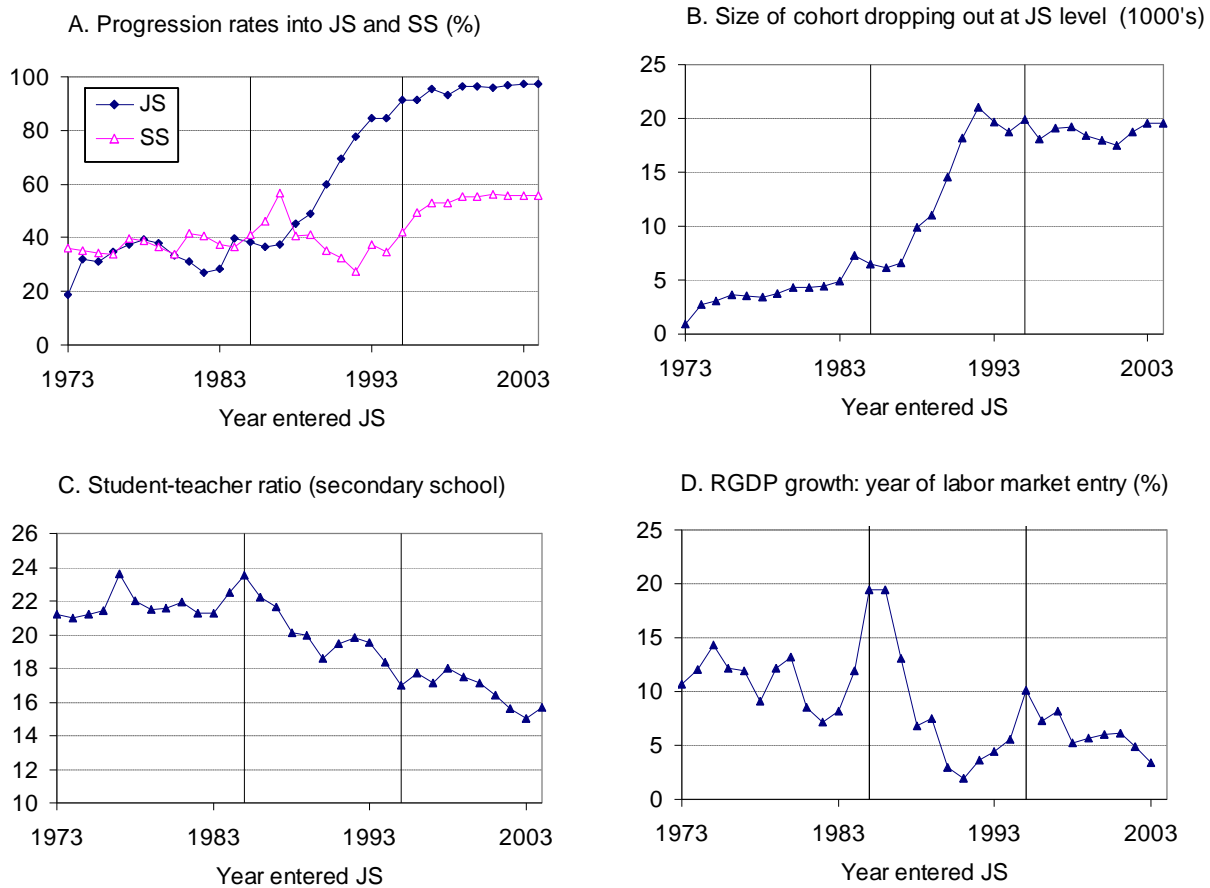 A. Progression rates into JS and SS (%)
100
80
60
40
20
0
JS
SS
1973 1983 1993 2003
Year entered JS
B. Size of cohort dropping out at JS level (1000's)
25
20
15
10
5
0
1973 1983 1993 2003
Year entered JS
C. Student-teacher ratio (secondary school)
26
24
22
20
18
16
14
12
10
1973 1983 1993 2003
Year entered JS
D. RGDP growth: year of labor market entry (%)
25
20
15
10
5
0
1973 1983 1993 2003
Year entered JS